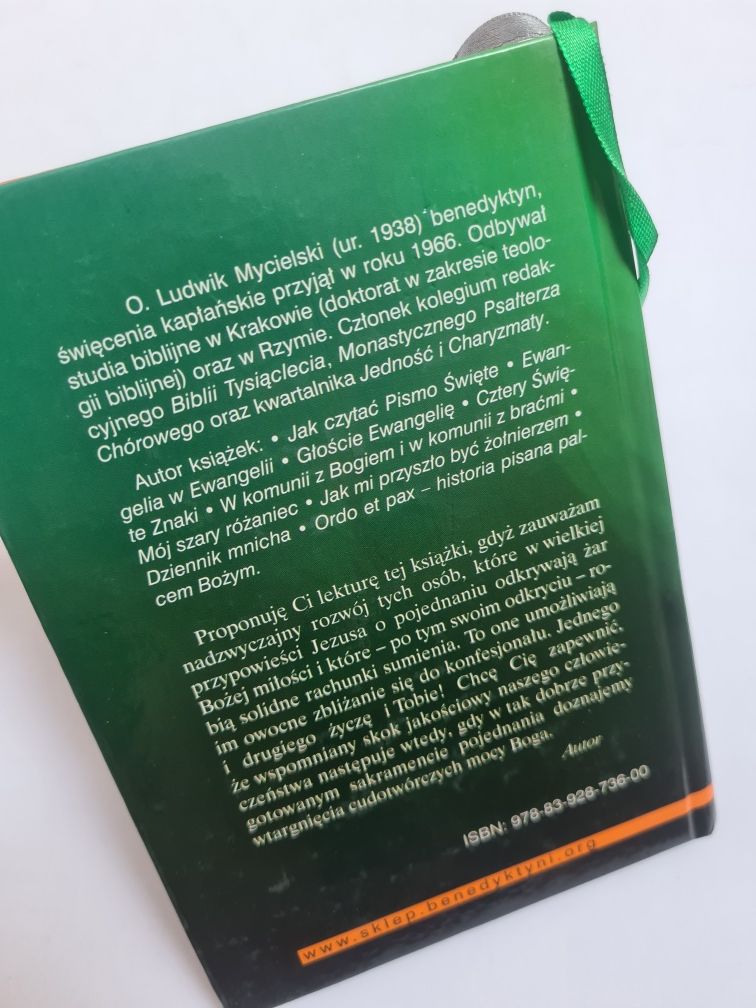 O. Ludwik Mycielski (ur. 1938) benedyktyn,
święcenia kapłańskie przyjął w roku 1966. Odbywał
studia biblijne w Krakowie (doktorat w zakresie teolo-
gii biblijnej) oraz w Rzymie. Członek kolegium redak-
cyjnego Biblii Tysiąclecia, Monastycznego Psałterza
Chórowego oraz kwartalnika Jedność i Charyzmaty.
Autor książek: • Jak czytać Pismo Święte • Ewan-
gelia w Ewangelii • Głoście Ewangelię • Cztery Świę-
te Znaki • W komunii z Bogiem i w komunii z braćmi •
Mój szary różaniec • Jak mi przyszło być żołnierzem •
Dziennik mnicha • Ordo et pax – historia pisana pal-
cem Bożym.
Proponuję Ci lekturę tej książki, gdyż zauważam
nadzwyczajny rozwój tych osób, które w wielkiej
przypowieści Jezusa o pojednaniu odkrywają żar
Bożej miłości i które – po tym swoim odkryciu – ro-
bią solidne rachunki sumienia. To one umożliwiają
im owocne zbliżanie się do konfesjonału. Jednego
i drugiego życzę i Tobie! Chcę Cię zapewnić,
że wspomniany skok jakościowy naszego człowie-
czeństwa następuje wtedy, gdy w tak dobrze przy-
gotowanym sakramencie pojednania doznajemy
wtargnięcia cudotwórczych mocy Boga.
Autor
ISBN: 978-83-928-736-00
www.sklep.benedyktyni.org